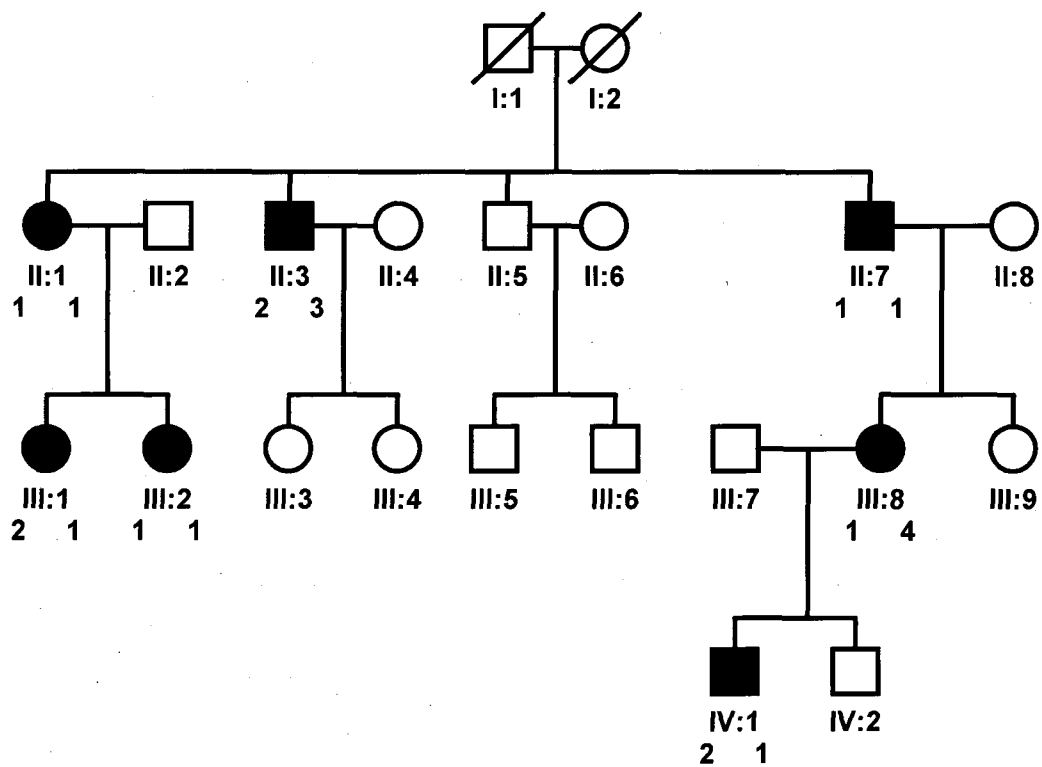 I:1 I:2
II:1 II:2 II:3 II:4 II:5 II:6 II:7 II:8
1 1 2 3 1 1
III:1 III:2 III:3 III:4 III:5 III:6 III:7 III:8 III:9
2 1 1 1 1 4
IV:1 IV:2
2 1